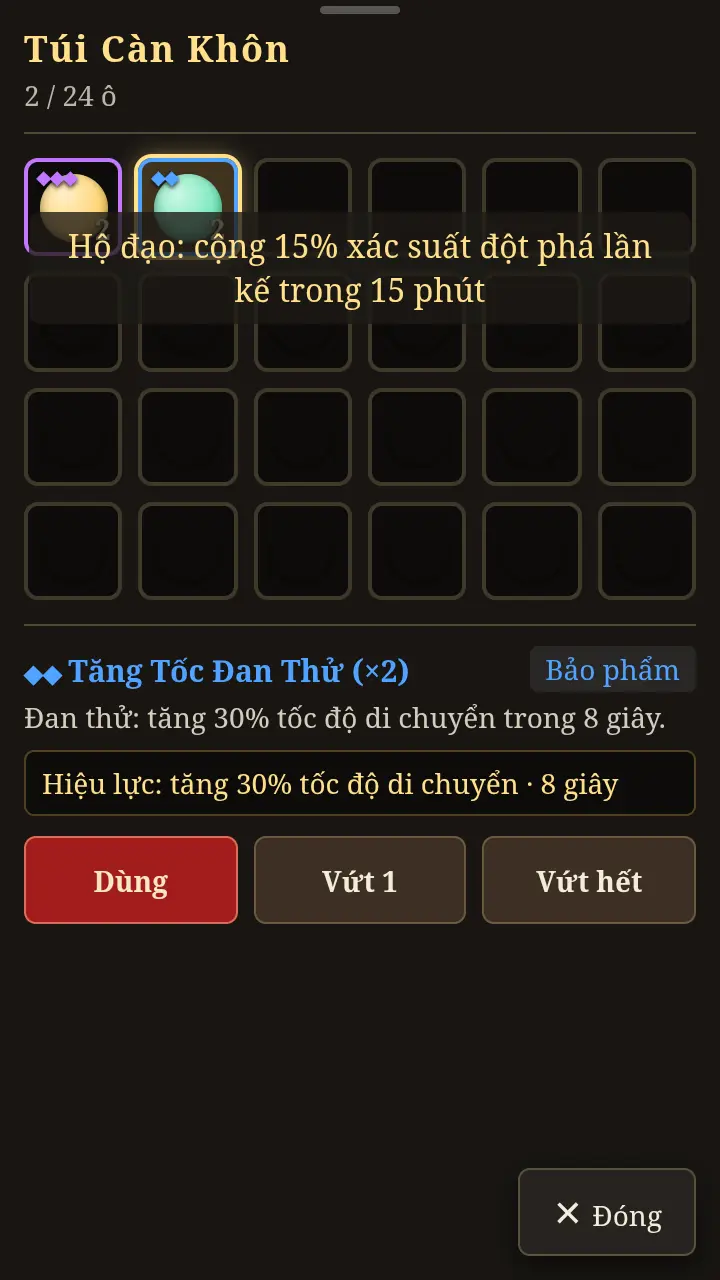 Túi Càn Khôn
2 / 24 ô
2
2
Hộ đạo: cộng 15% xác suất đột phá lần
kế trong 15 phút
Tăng Tốc Đan Thử (×2)
Bảo phẩm
Đan thử: tăng 30% tốc độ di chuyển trong 8 giây.
Hiệu lực: tăng 30% tốc độ di chuyển · 8 giây
Dùng
Vứt 1
Vứt hết
✕ Đóng